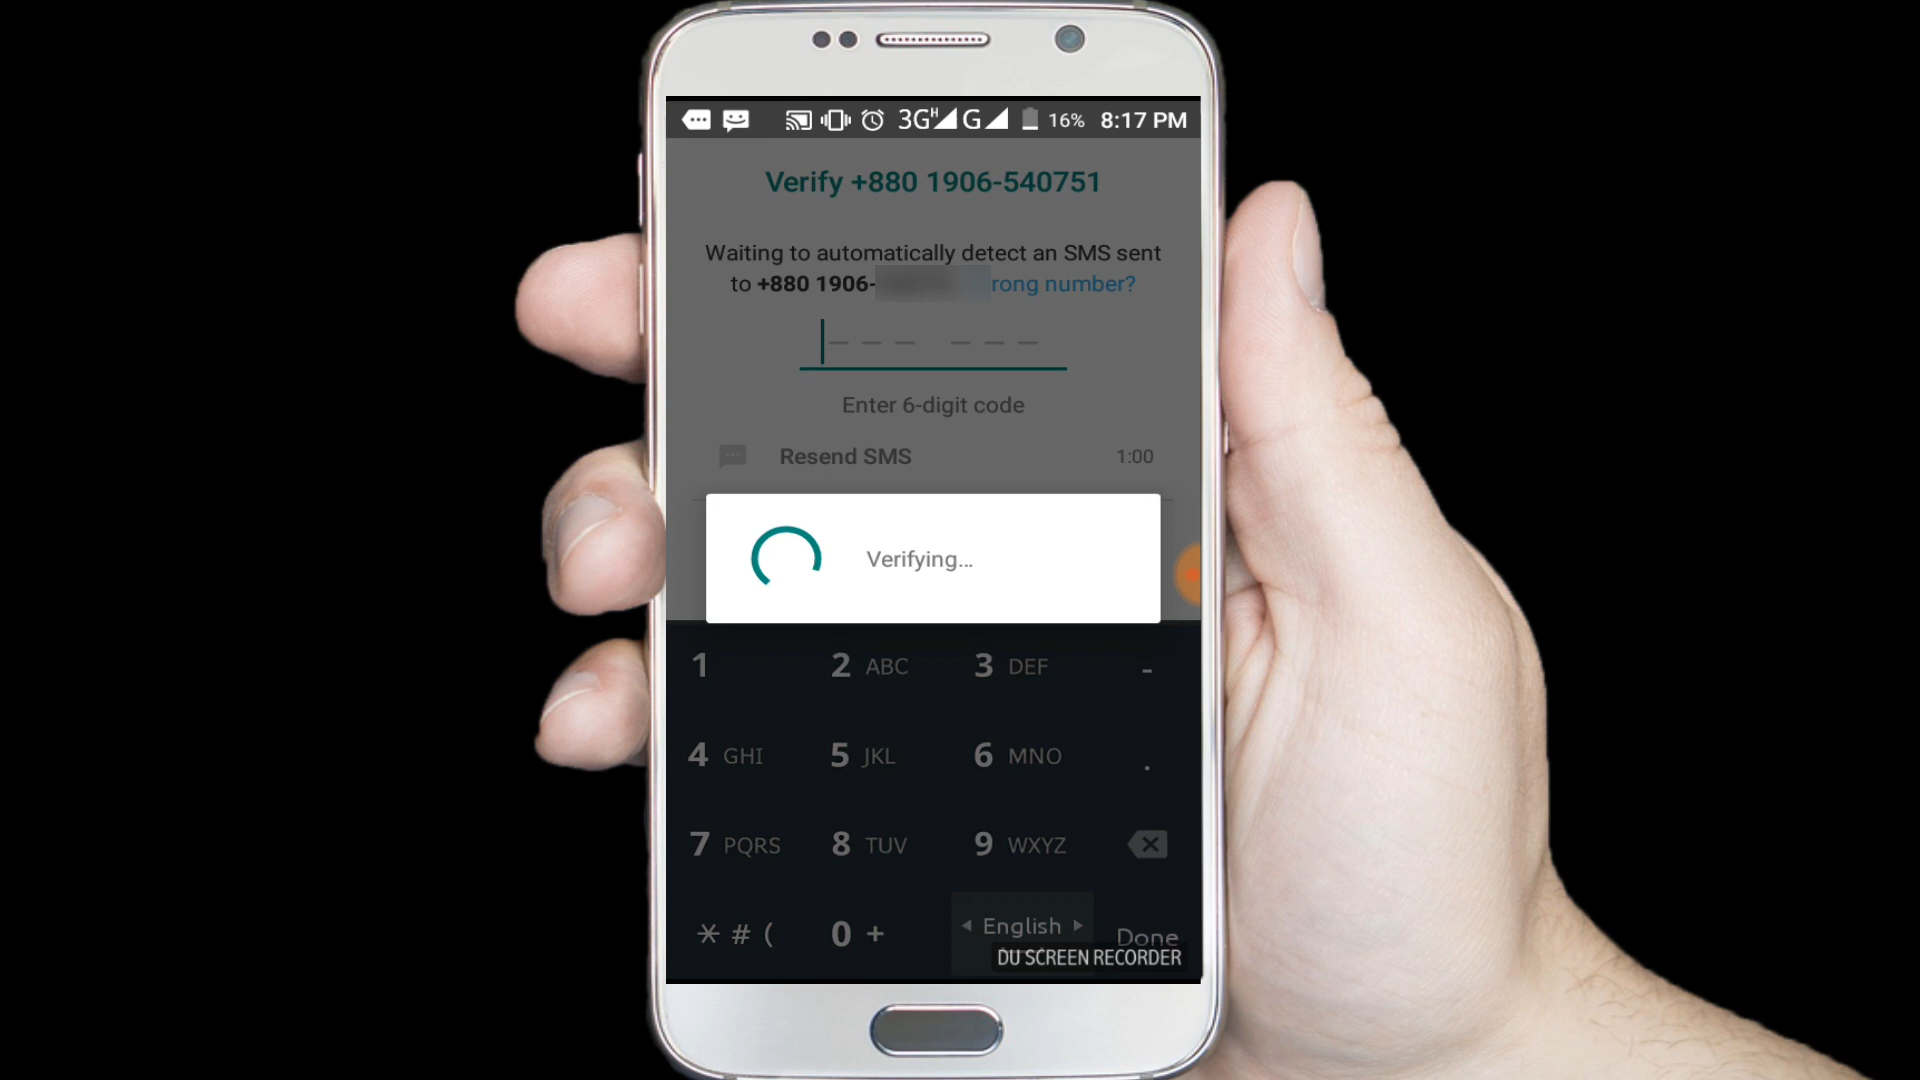 3G H G 16% 8:17 PM
Verify +880 1906-540751
Waiting to automatically detect an SMS sent
to +880 1906- rong number?
Enter 6-digit code
Resend SMS 1:00
Verifying...
1 2 ABC 3 DEF -
4 GHI 5 JKL 6 MNO .
7 PQRS 8 TUV 9 WXYZ
* # ( 0 + English Done
DU SCREEN RECORDER